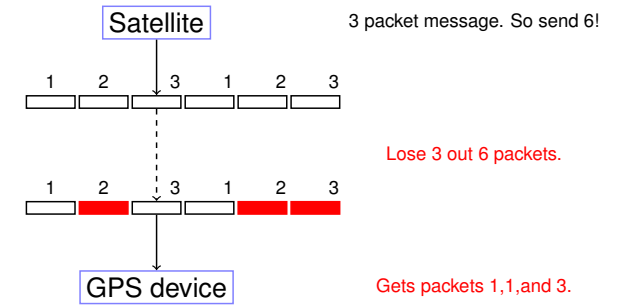 Satellite
3 packet message. So send 6!
1 2 3 1 2 3
Lose 3 out 6 packets.
1 2 3 1 2 3
GPS device
Gets packets 1,1,and 3.